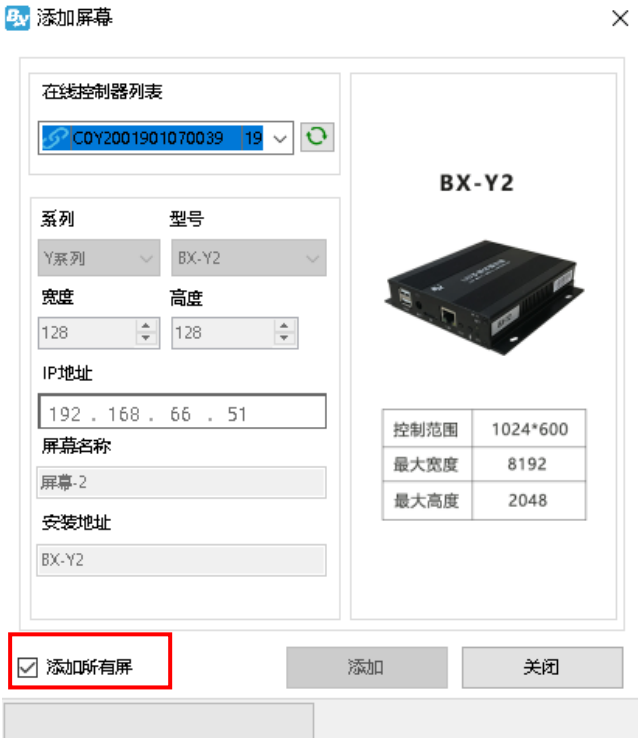 添加屏幕
在线控制器列表
C0Y2001901070039 19
系列 型号
Y系列 BX-Y2
宽度 高度
128 128
IP地址
192 . 168 . 66 . 51
屏幕名称
屏幕-2
安装地址
BX-Y2
BX-Y2
控制范围 1024*600
最大宽度 8192
最大高度 2048
添加所有屏 添加 关闭